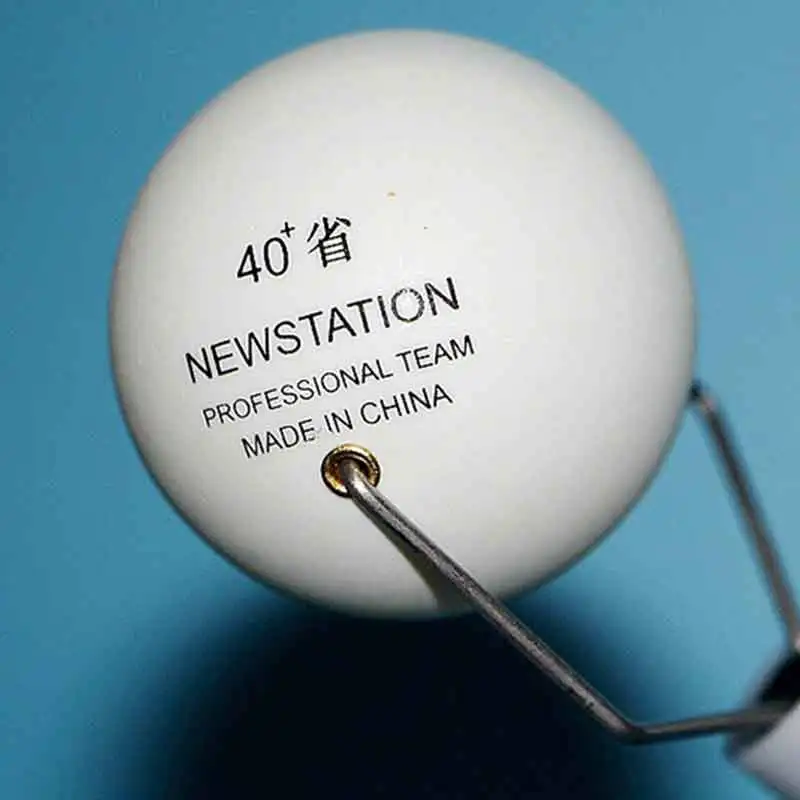 40+省
NEWSTATION
PROFESSIONAL TEAM
MADE IN CHINA